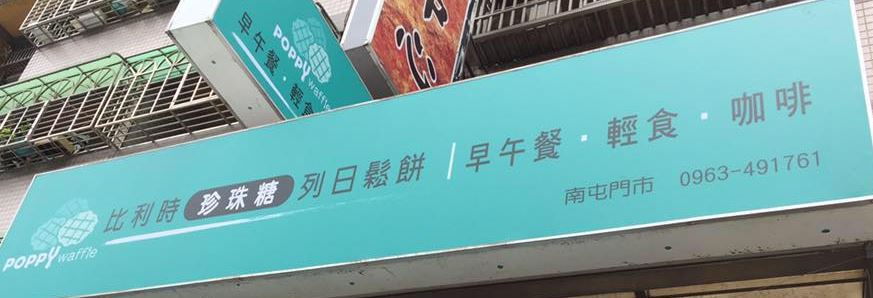 POPPY waffle
早午餐·輕食
POPPY waffle
比利時 珍珠糖 列日鬆餅 | 早午餐·輕食·咖啡
南屯門市 0963-491761